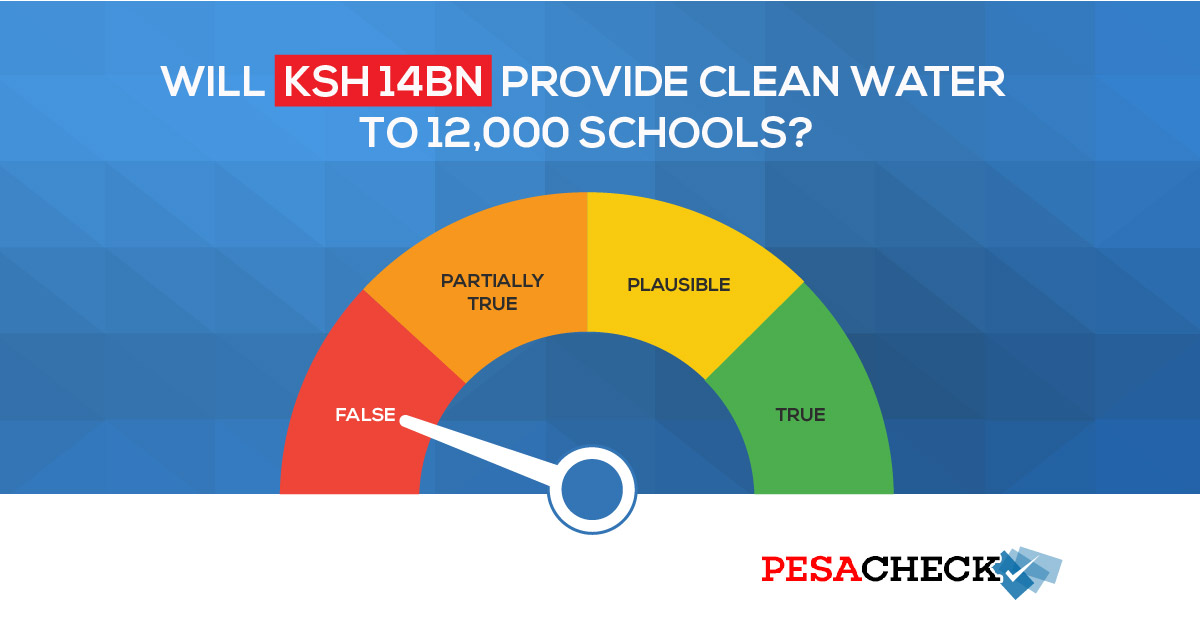 WILL KSH 14BN PROVIDE CLEAN WATER
TO 12,000 SCHOOLS?
PARTIALLY
TRUE
PLAUSIBLE
FALSE
TRUE
PESACHECK